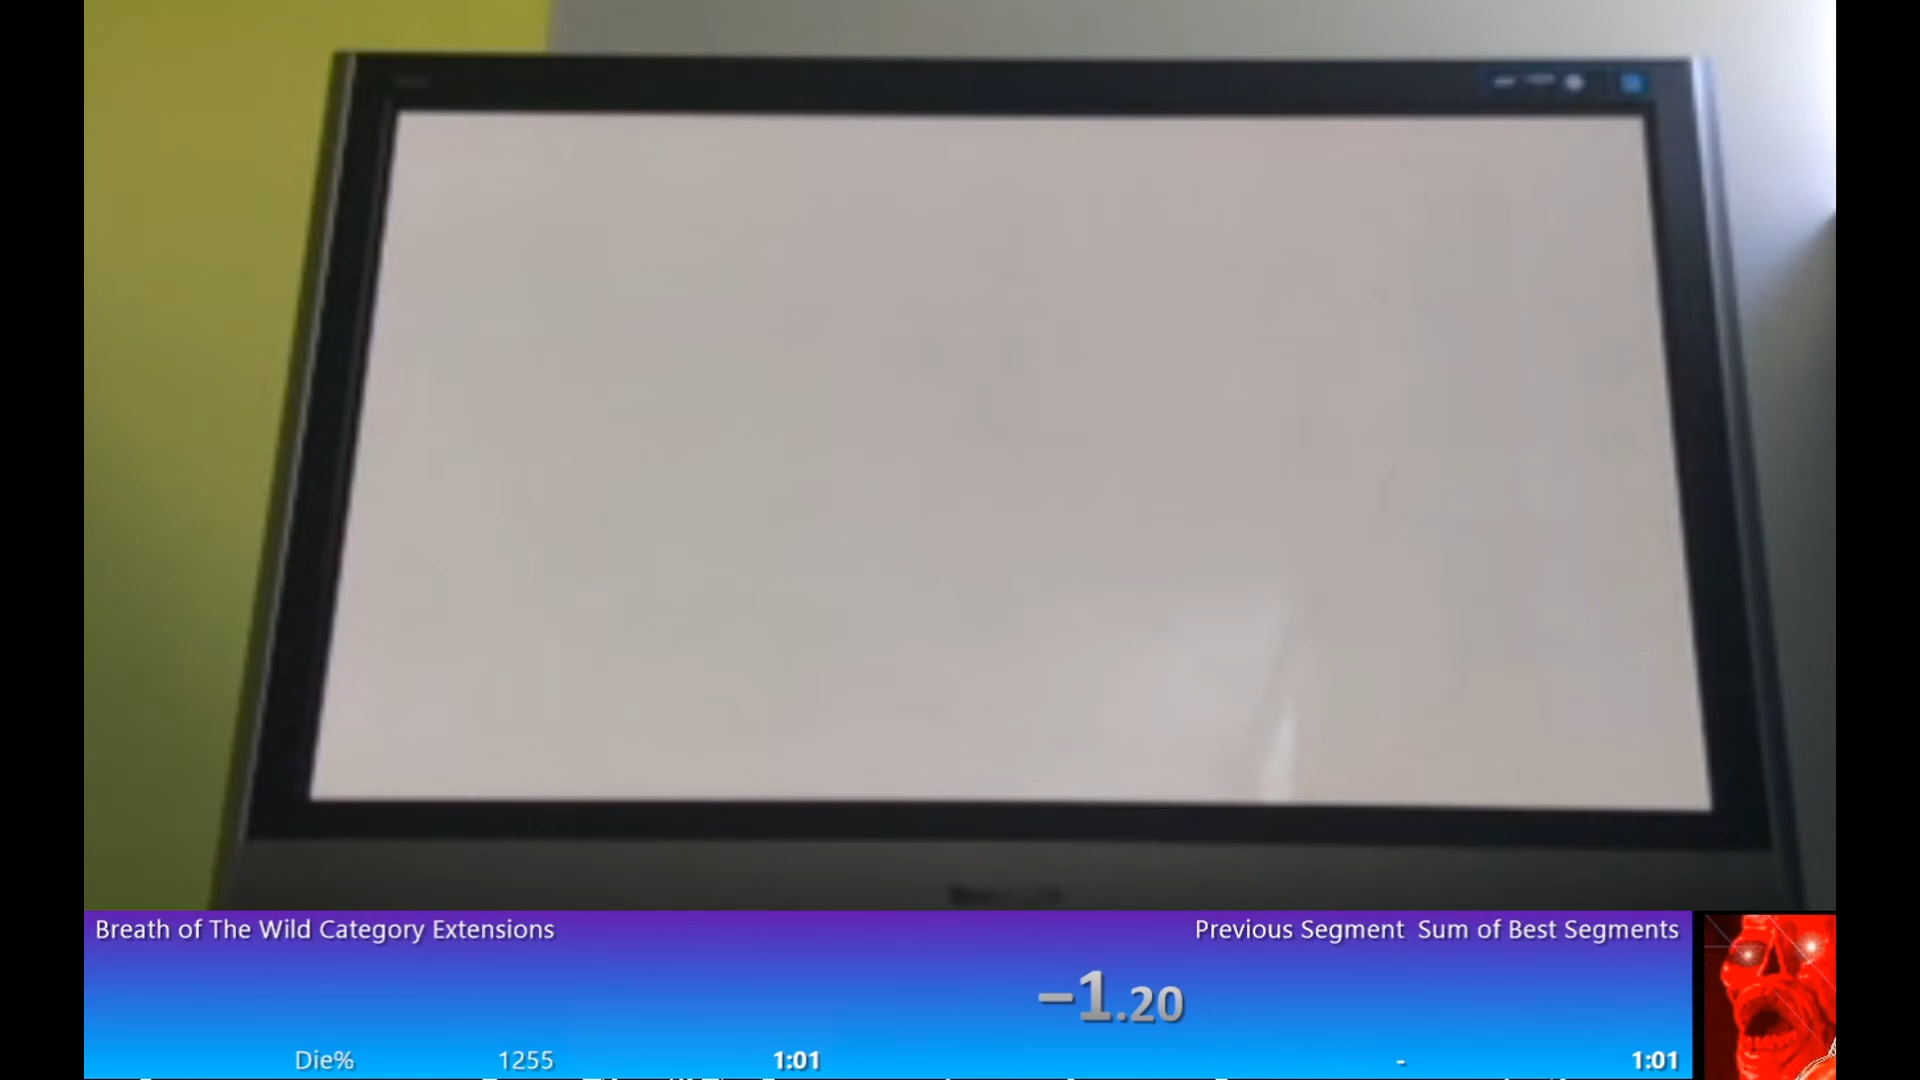 Breath of The Wild Category Extensions
Previous Segment Sum of Best Segments
−1.20
Die% 1255 1:01 - 1:01